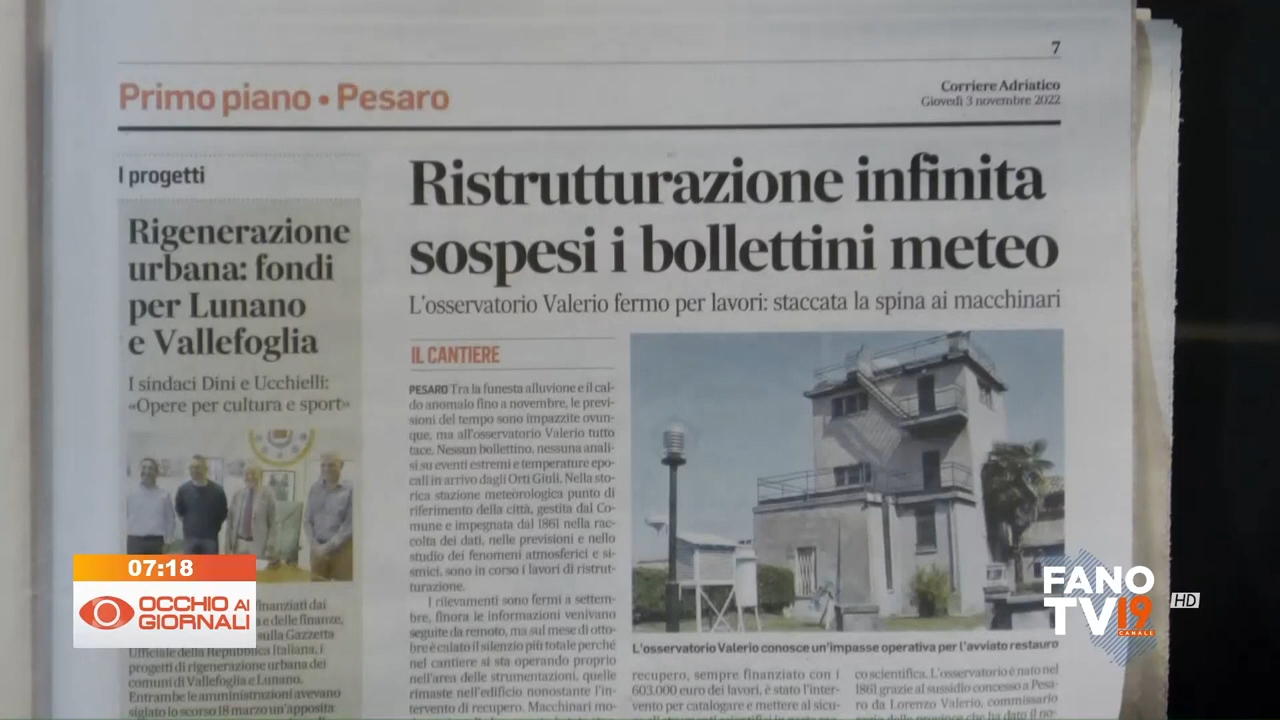 7
Primo piano • Pesaro
Corriere Adriatico
Giovedì 3 novembre 2022
I progetti
Rigenerazione
urbana: fondi
per Lunano
e Vallefoglia
I sindaci Dini e Ucchielli:
«Opere per cultura e sport»
finanziati dai
e delle finanze,
sulla Gazzetta
Ufficiale della Repubblica Italiana, i
progetti di rigenerazione urbana dei
comuni di Vallefoglia e Lunano.
Entrambe le amministrazioni avevano
siglato lo scorso 18 marzo un'apposita
Ristrutturazione infinita
sospesi i bollettini meteo
L'osservatorio Valerio fermo per lavori: staccata la spina ai macchinari
IL CANTIERE
PESARO Tra la funesta alluvione e il cal-
do anomalo fino a novembre, le previ-
sioni del tempo sono impazzite ovun-
que, ma all'osservatorio Valerio tutto
tace. Nessun bollettino, nessuna anali-
si su eventi estremi e temperature epo-
cali in arrivo dagli Orti Giuli. Nella sto-
rica stazione meteorologica punto di
riferimento della città, gestita dal Co-
mune e impegnata dal 1861 nella rac-
colta dei dati, nelle previsioni e nello
studio dei fenomeni atmosferici e si-
smici, sono in corso i lavori di ristrut-
turazione.
I rilevamenti sono fermi a settem-
bre, finora le informazioni venivano
seguite da remoto, ma sul mese di otto-
bre è calato il silenzio più totale perché
nel cantiere si sta operando proprio
nell'area delle strumentazioni, quelle
rimaste nell'edificio nonostante l'in-
tervento di recupero. Macchinari mo-
L'osservatorio Valerio conosce un'impasse operativa per l'avviato restauro
recupero, sempre finanziato con i
603.000 euro dei lavori, è stato l'inter-
vento per catalogare e mettere al sicu-
co scientifica. L'osservatorio è nato nel
1861 grazie al sussidio concesso a Pesa-
ro da Lorenzo Valerio, commissario
07:18
OCCHIO AI
GIORNALI
FANO
TV 19
CANALE
HD